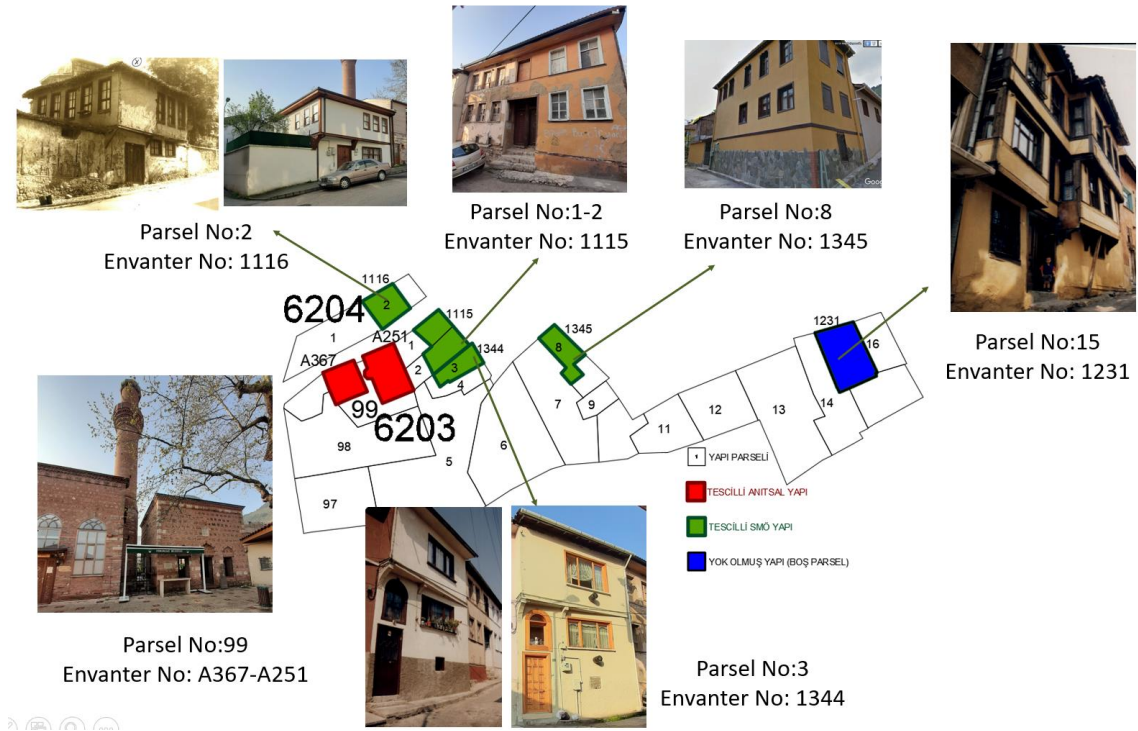 Parsel No:2
Envanter No: 1116
Parsel No:1-2
Envanter No: 1115
Parsel No:8
Envanter No: 1345
Parsel No:15
Envanter No: 1231
Parsel No:99
Envanter No: A367-A251
Parsel No:3
Envanter No: 1344
1116
6204
2
1
A251
A367
1115
1
2
1344
3
4
99
6203
98
97
5
6
7
1345
8
9
11
12
13
14
1231
16
1 YAPI PARSELİ
TESCİLLİ ANITSAL YAPI
TESCİLLİ SMÖ YAPI
YOK OLMUŞ YAPI (BOŞ PARSEL)
Goo